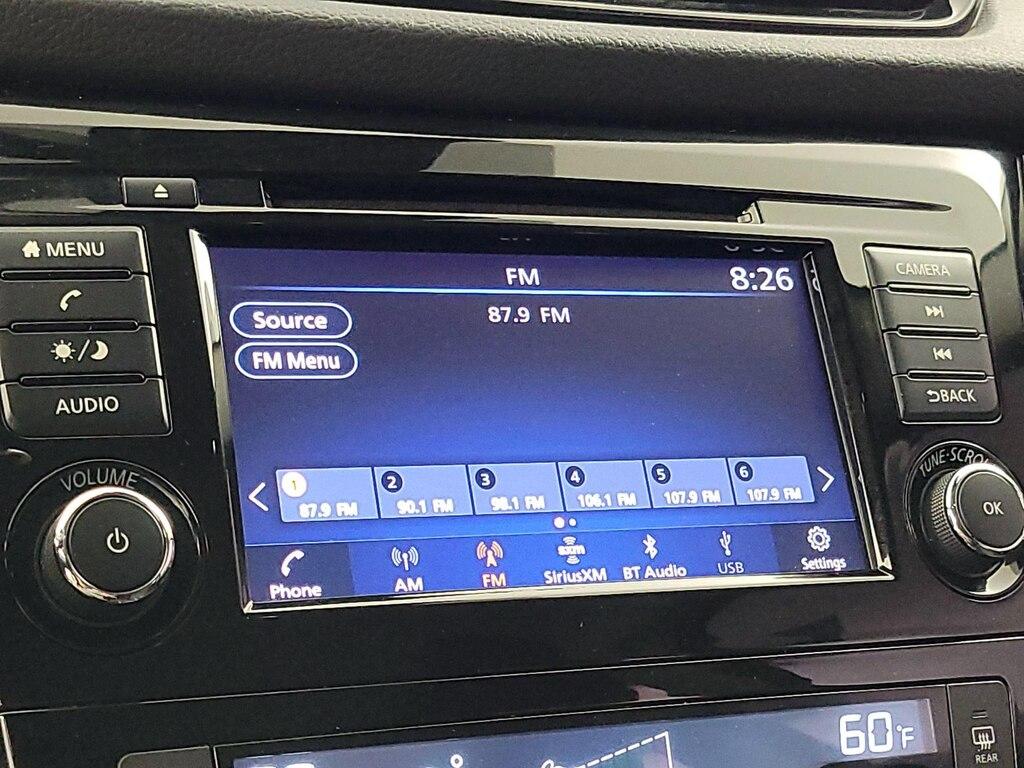 MENU
AUDIO
VOLUME
FM
8:26
87.9 FM
Source
FM Menu
1
87.9 FM
2
90.1 FM
3
98.1 FM
4
106.1 FM
5
107.9 FM
6
107.9 FM
Phone
AM
FM
sxm
SiriusXM
BT Audio
USB
Settings
CAMERA
BACK
OK
60°F
REAR